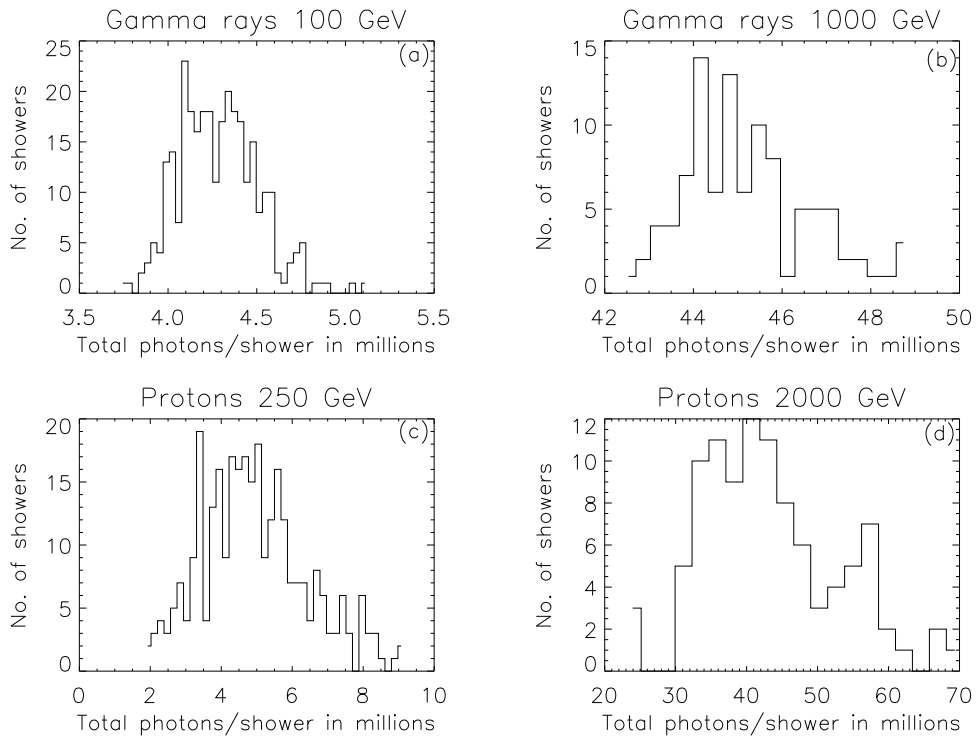 Gamma rays 100 GeV
(a)
25
20
15
10
5
0
No. of showers
3.5 4.0 4.5 5.0 5.5
Total photons/shower in millions
Gamma rays 1000 GeV
(b)
15
10
5
0
No. of showers
42 44 46 48 50
Total photons/shower in millions
Protons 250 GeV
(c)
20
15
10
5
0
No. of showers
0 2 4 6 8 10
Total photons/shower in millions
Protons 2000 GeV
(d)
12
10
8
6
4
2
0
No. of showers
20 30 40 50 60 70
Total photons/shower in millions